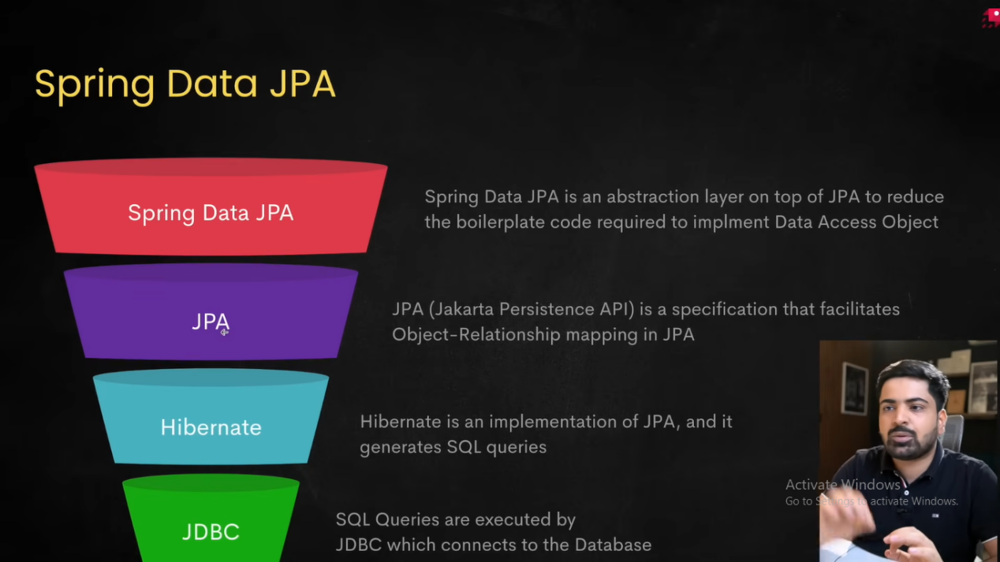 Spring Data JPA
Spring Data JPA
Spring Data JPA is an abstraction layer on top of JPA to reduce
the boilerplate code required to implment Data Access Object
JPA
JPA (Jakarta Persistence API) is a specification that facilitates
Object-Relationship mapping in JPA
Hibernate
Hibernate is an implementation of JPA, and it
generates SQL queries
JDBC
SQL Queries are executed by
JDBC which connects to the Database
Activate Windows
Go to Settings to activate Windows.